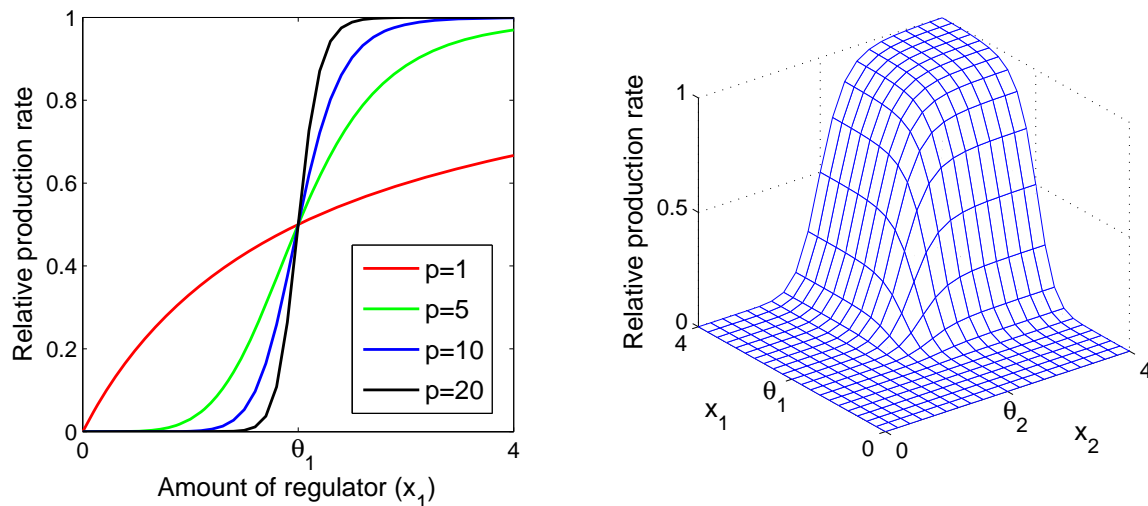 Relative production rate
1
0.8
0.6
0.4
0.2
0
p=1
p=5
p=10
p=20
0
θ1
4
Amount of regulator (x1)
Relative production rate
1
0.5
0
4
θ1
0
x1
0
θ2
4
x2